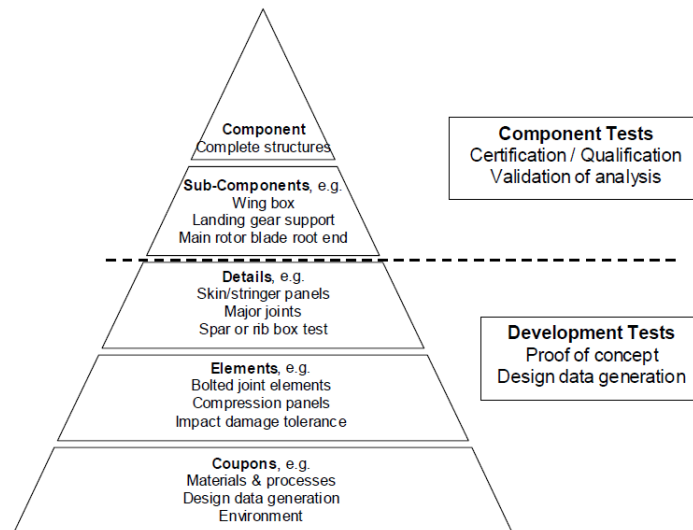 Component
Complete structures
Sub-Components, e.g.
Wing box
Landing gear support
Main rotor blade root end
Details, e.g.
Skin/stringer panels
Major joints
Spar or rib box test
Elements, e.g.
Bolted joint elements
Compression panels
Impact damage tolerance
Coupons, e.g.
Materials & processes
Design data generation
Environment
Component Tests
Certification / Qualification
Validation of analysis
Development Tests
Proof of concept
Design data generation